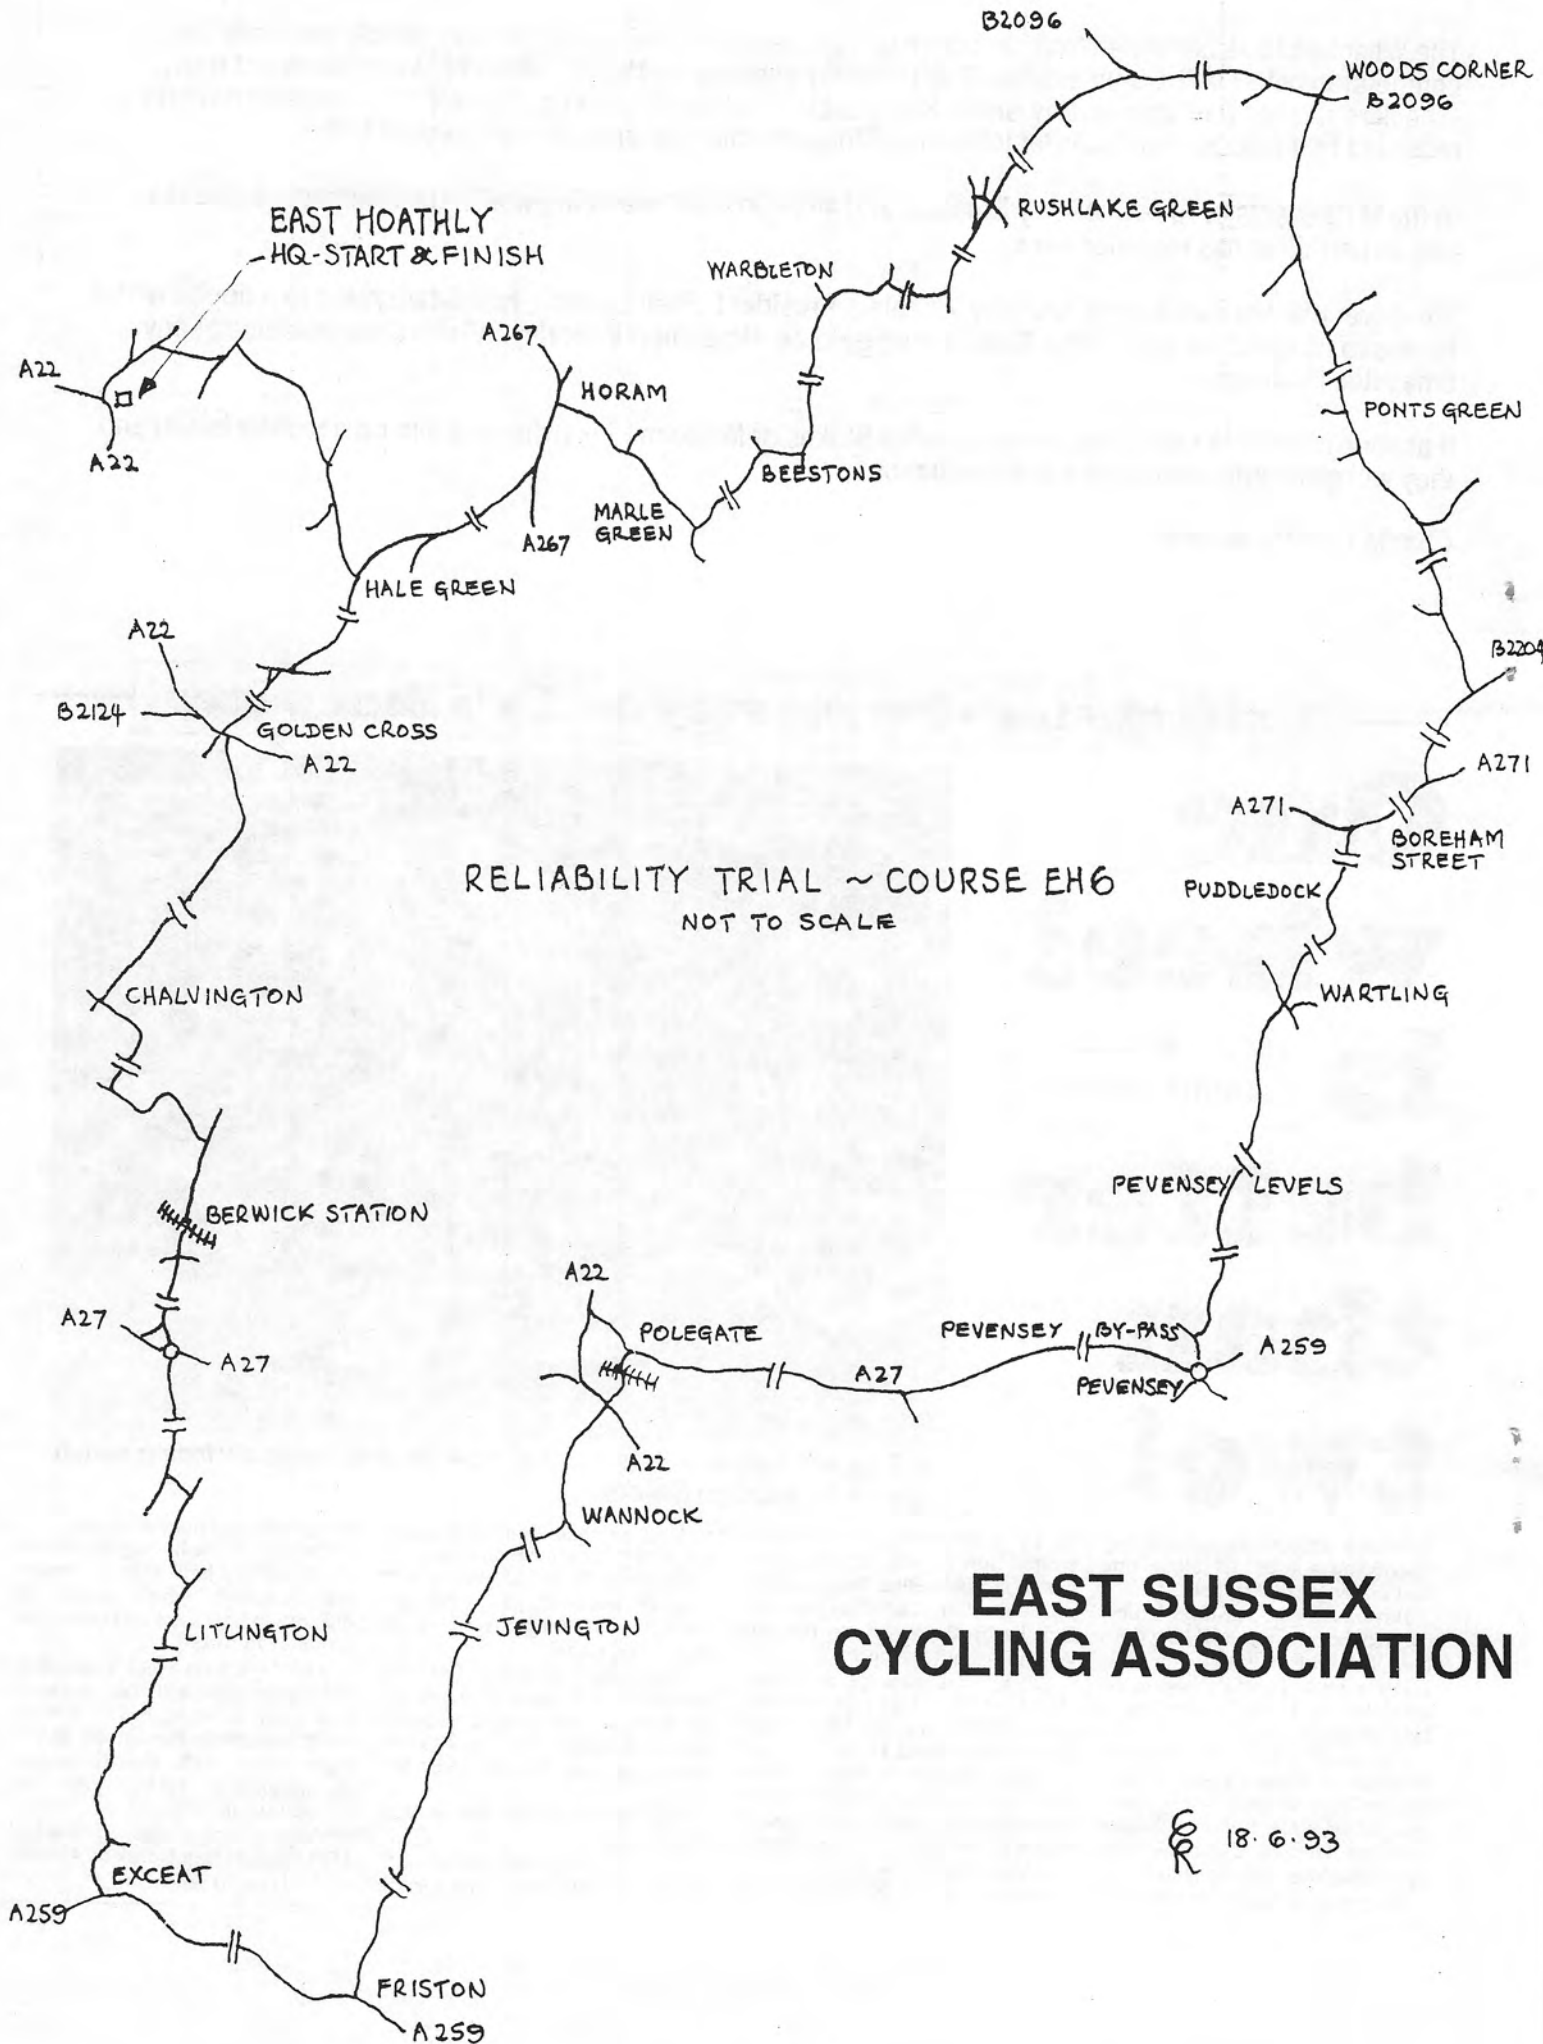 B2096
WOODS CORNER
B2096
EAST HOATHLY
HQ-START & FINISH
RUSHLAKE GREEN
WARBLETON
A267
A22
HORAM
PONTS GREEN
A22
BEESTONS
MARLE
GREEN
A267
HALE GREEN
A22
B2204
B2124
GOLDEN CROSS
A22
A271
A271
BOREHAM
STREET
RELIABILITY TRIAL ~ COURSE EH6
NOT TO SCALE
PUDDLEDOCK
CHALVINGTON
WARTLING
PEVENSEY LEVELS
BERWICK STATION
A22
A27
POLEGATE
PEVENSEY BY-PASS
A259
A27
A27
PEVENSEY
A22
WANNOCK
LITLINGTON
JEVINGTON
EAST SUSSEX
CYCLING ASSOCIATION
18.6.93
EXCEAT
A259
FRISTON
A259